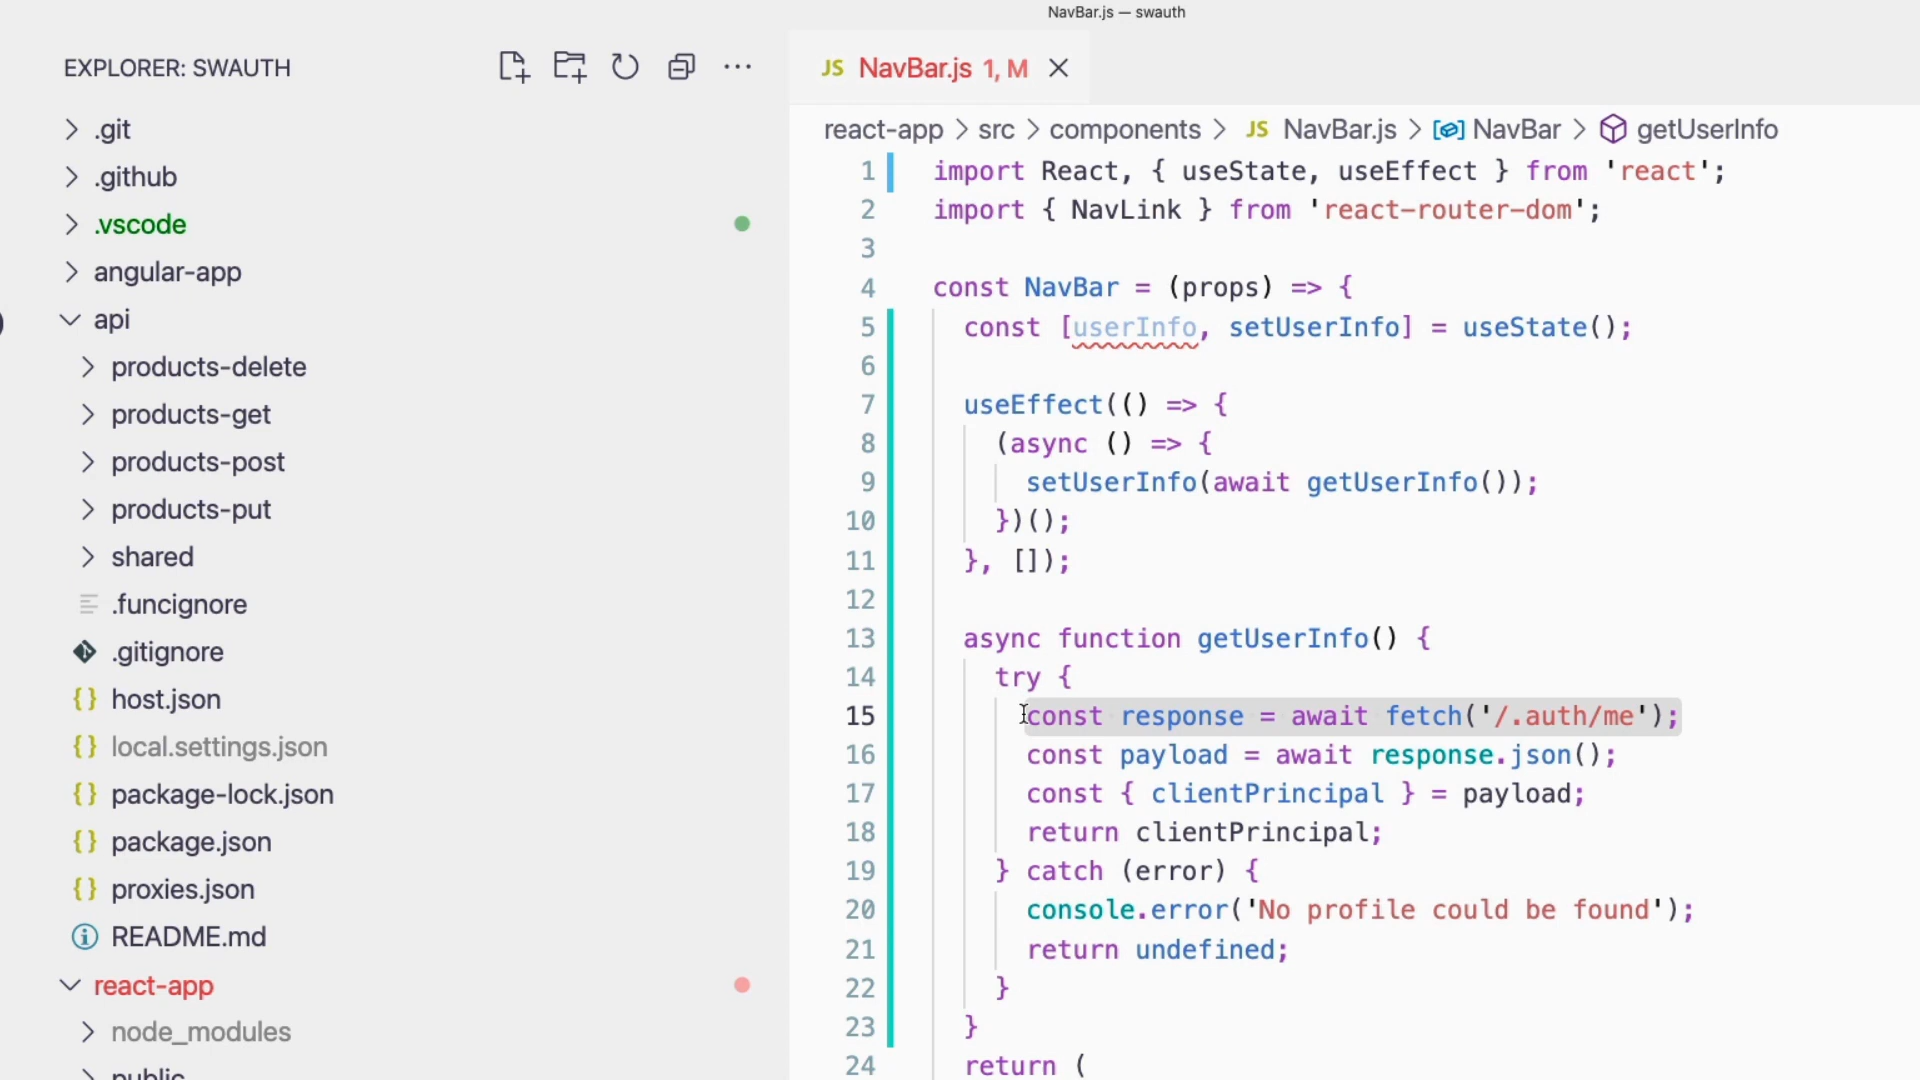 NavBar.js — swauth
EXPLORER: SWAUTH
.git
.github
.vscode
angular-app
api
products-delete
products-get
products-post
products-put
shared
.funcignore
.gitignore
host.json
local.settings.json
package-lock.json
package.json
proxies.json
README.md
react-app
node_modules
public
JS NavBar.js 1, M
react-app > src > components > JS NavBar.js > NavBar > getUserInfo
1 import React, { useState, useEffect } from 'react';
2 import { NavLink } from 'react-router-dom';
3
4 const NavBar = (props) => {
5 const [userInfo, setUserInfo] = useState();
6
7 useEffect(() => {
8 (async () => {
9 setUserInfo(await getUserInfo());
10 })();
11 }, []);
12
13 async function getUserInfo() {
14 try {
15 const response = await fetch('/.auth/me');
16 const payload = await response.json();
17 const { clientPrincipal } = payload;
18 return clientPrincipal;
19 } catch (error) {
20 console.error('No profile could be found');
21 return undefined;
22 }
23 }
24 return (